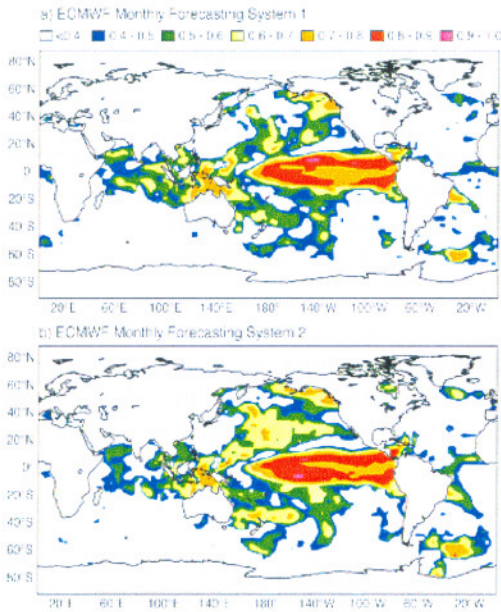 a) ECMWF Monthly Forecasting System 1
<0.4 0.4 - 0.5 0.5 - 0.6 0.6 - 0.7 0.7 - 0.8 0.8 - 0.9 0.9 - 1.0
80°N
60°N
40°N
20°N
0°
20°S
40°S
60°S
80°S
20°E 60°E 100°E 140°E 180° 140°W 100°W 60°W 20°W
b) ECMWF Monthly Forecasting System 2
80°N
60°N
40°N
20°N
0°
20°S
40°S
60°S
80°S
20°E 60°E 100°E 140°E 180° 140°W 100°W 60°W 20°W